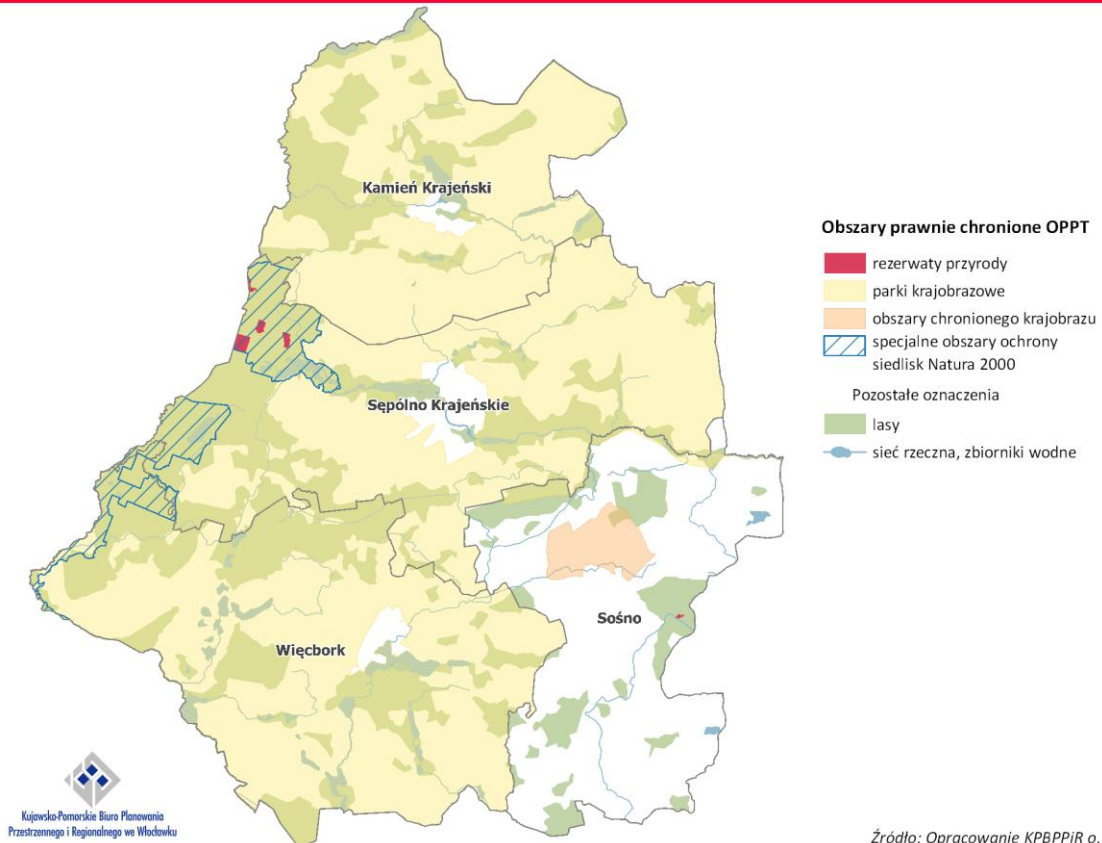 Kamień Krajeński
Sępólno Krajeńskie
Sośno
Więcbork
Obszary prawnie chronione OPPT
rezerwaty przyrody
parki krajobrazowe
obszary chronionego krajobrazu
specjalne obszary ochrony
siedlisk Natura 2000
Pozostałe oznaczenia
lasy
sieć rzeczna, zbiorniki wodne
Kujawsko-Pomorskie Biuro Planowania
Przestrzennego i Regionalnego we Włocławku
Źródło: Opracowanie KPBPPiR o.